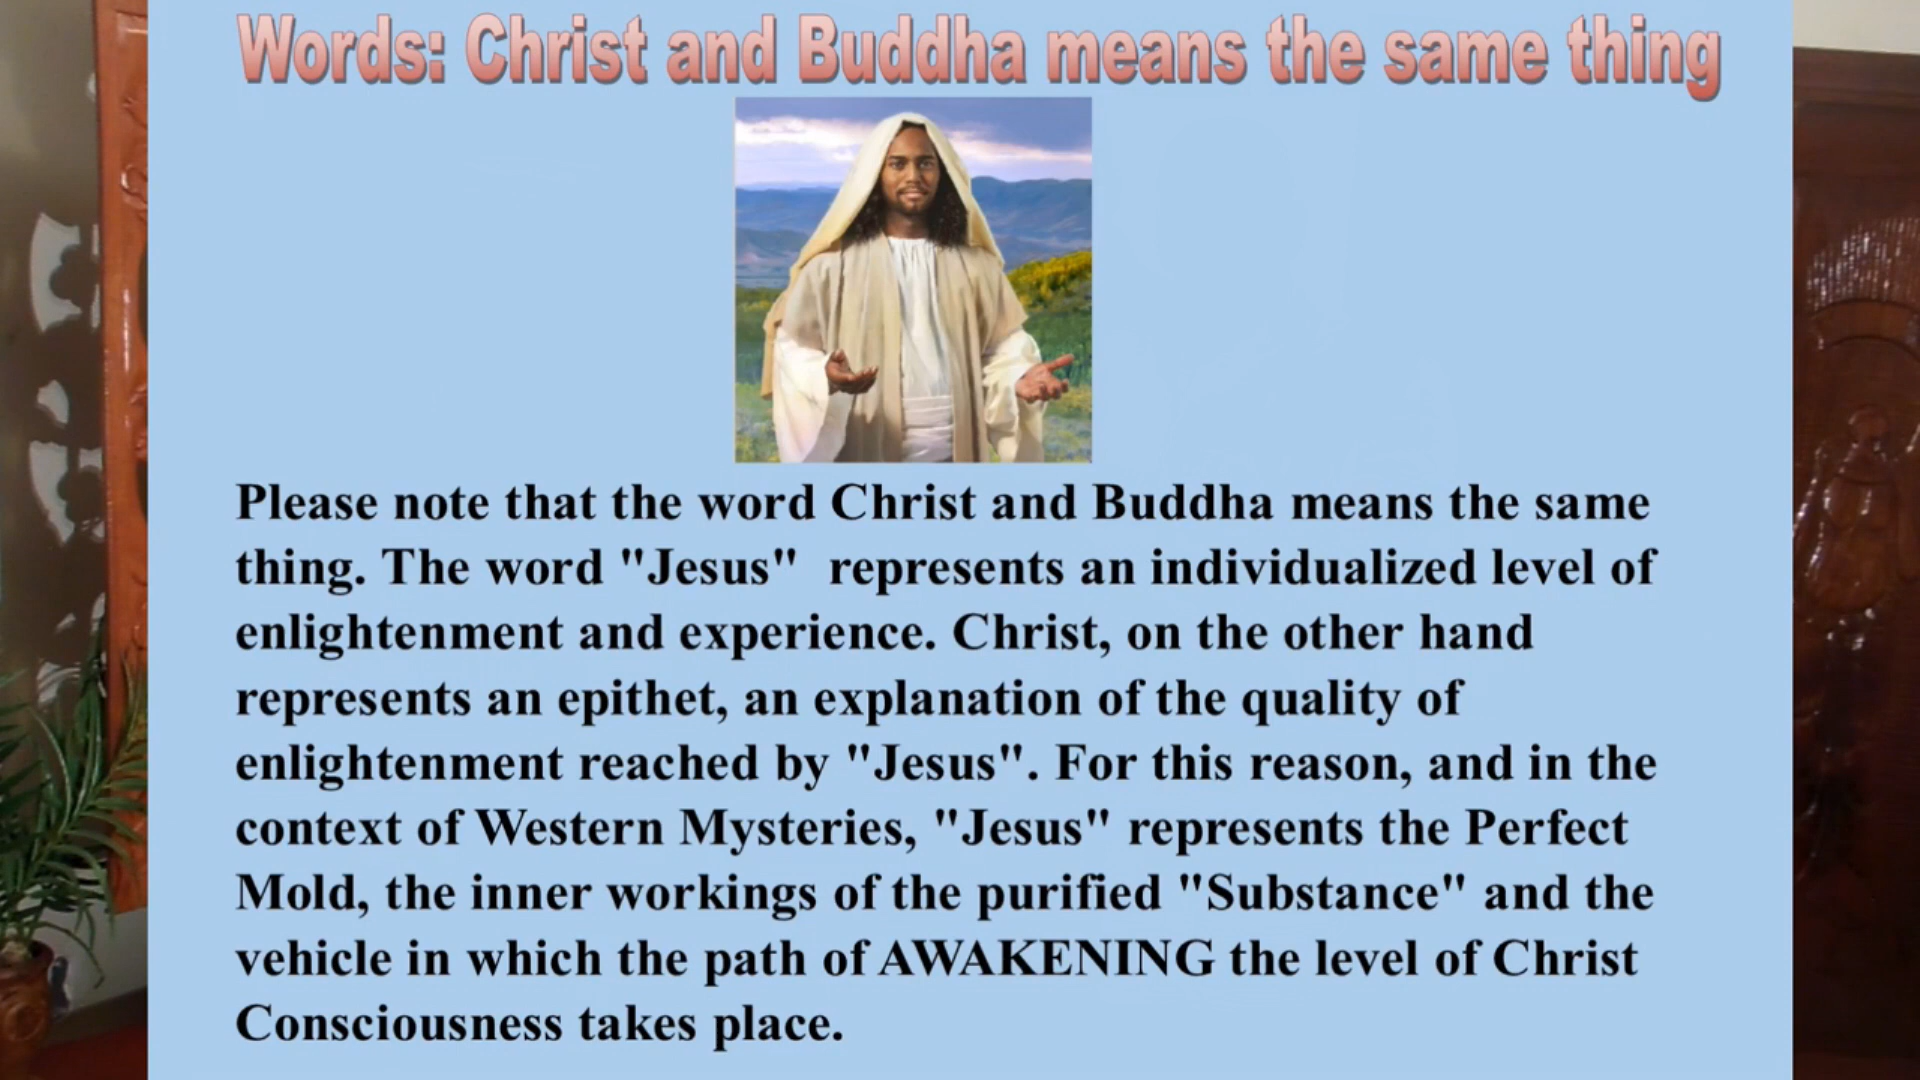 Words: Christ and Buddha means the same thing
Please note that the word Christ and Buddha means the same
thing. The word "Jesus"  represents an individualized level of
enlightenment and experience. Christ, on the other hand
represents an epithet, an explanation of the quality of
enlightenment reached by "Jesus". For this reason, and in the
context of Western Mysteries, "Jesus" represents the Perfect
Mold, the inner workings of the purified "Substance" and the
vehicle in which the path of AWAKENING the level of Christ
Consciousness takes place.